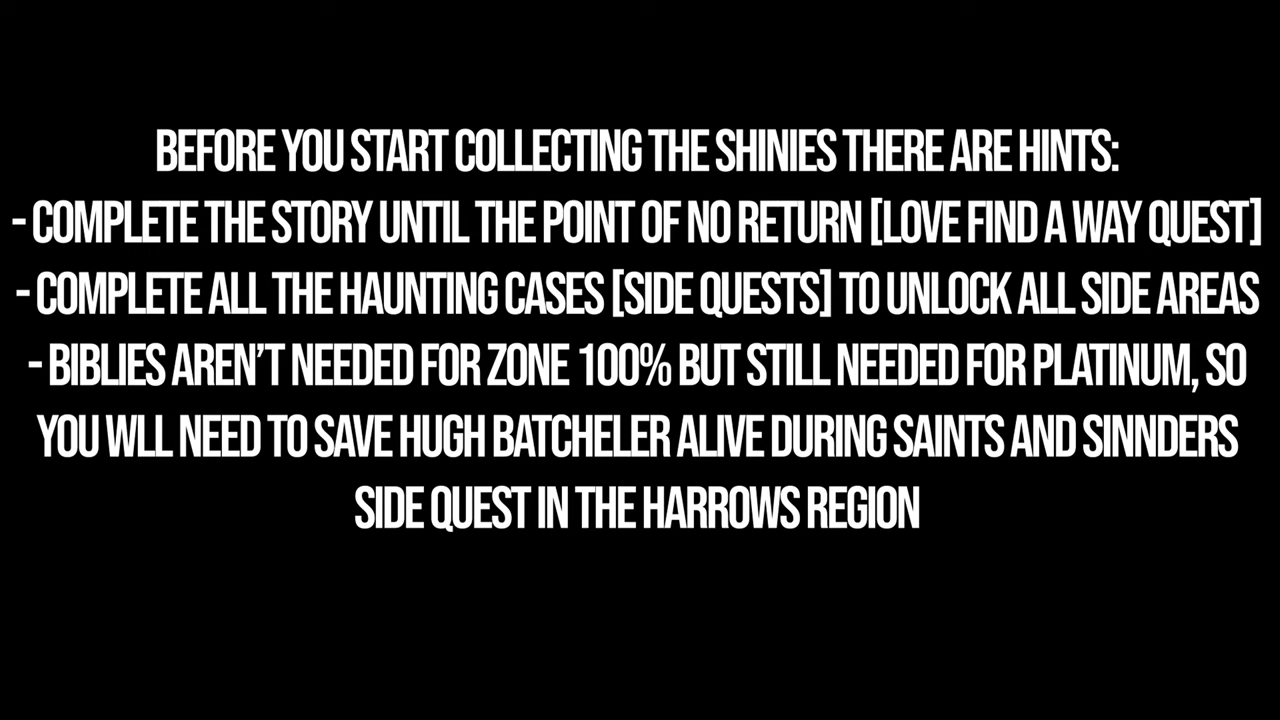 BEFORE YOU START COLLECTING THE SHINIES THERE ARE HINTS:
- COMPLETE THE STORY UNTIL THE POINT OF NO RETURN [LOVE FIND A WAY QUEST]
- COMPLETE ALL THE HAUNTING CASES [SIDE QUESTS] TO UNLOCK ALL SIDE AREAS
- BIBLIES AREN'T NEEDED FOR ZONE 100% BUT STILL NEEDED FOR PLATINUM, SO
YOU WLL NEED TO SAVE HUGH BATCHELER ALIVE DURING SAINTS AND SINNDERS
SIDE QUEST IN THE HARROWS REGION